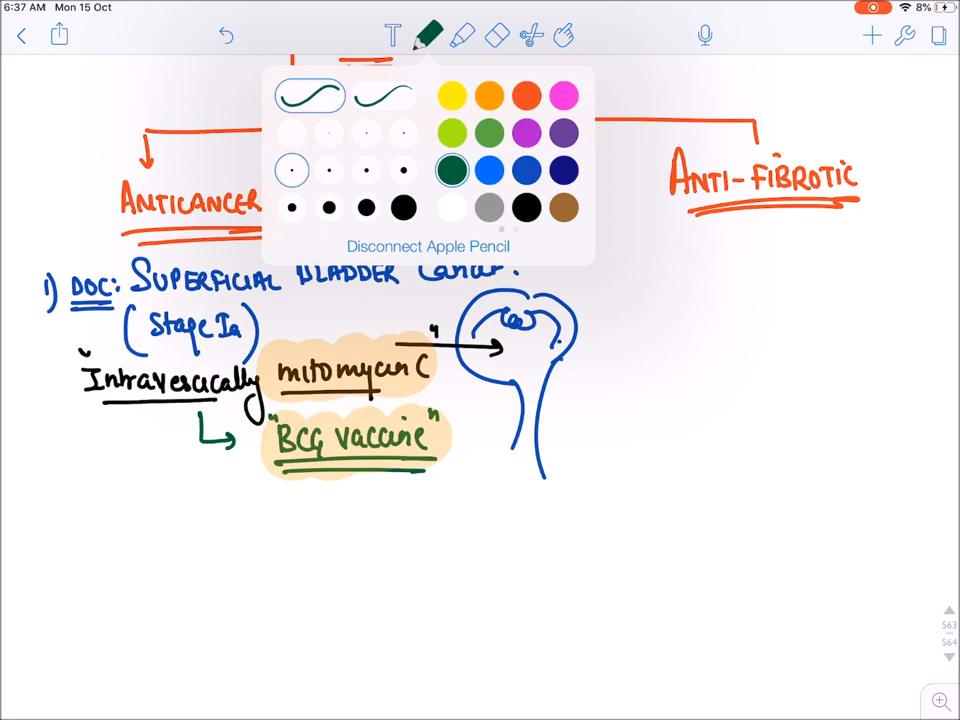 6:37 AM Mon 15 Oct
8%
T
Disconnect Apple Pencil
ANTICANCER
ANTI-FIBROTIC
1) DOC: SUPERFICIAL BLADDER Cancer.
(Stage Ia)
"Intravesically mitomycin C"
"BCG vaccine"
563
564